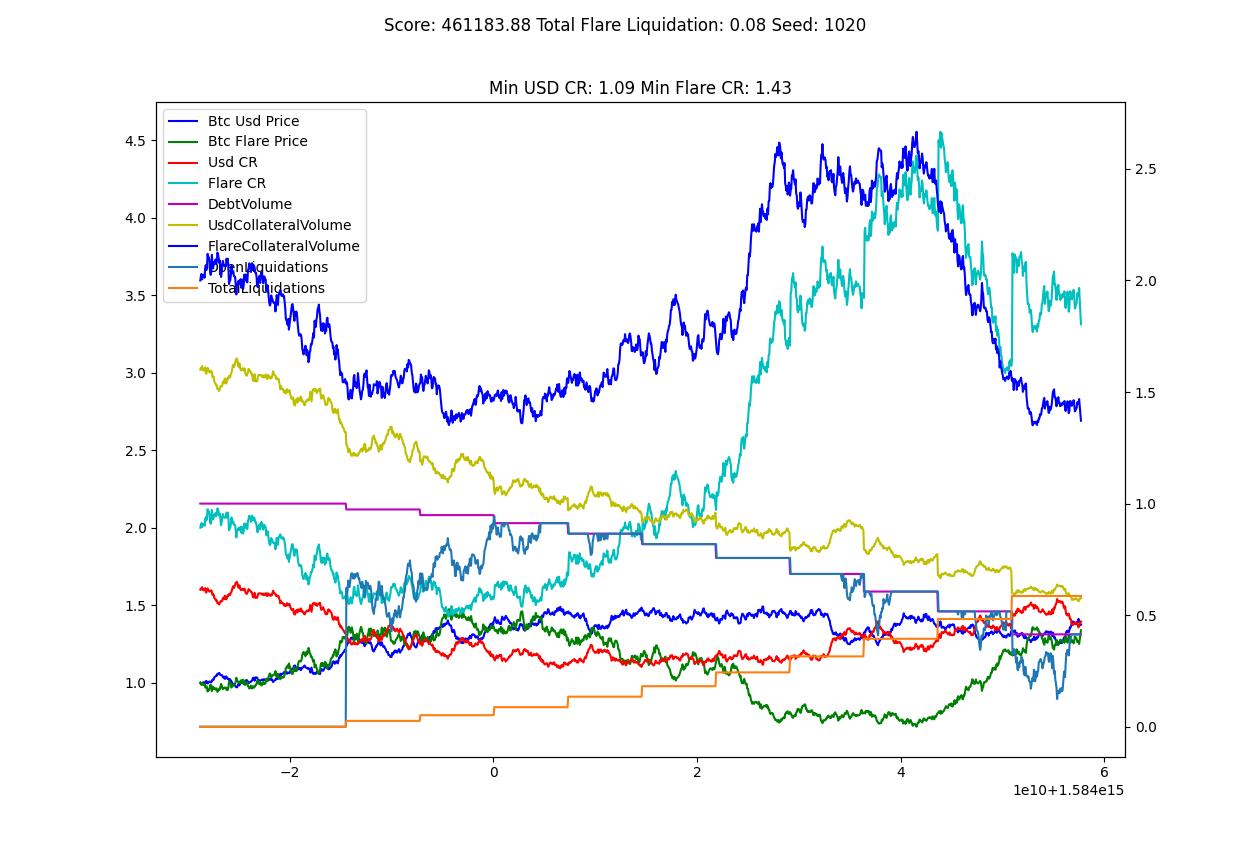 Score: 461183.88 Total Flare Liquidation: 0.08 Seed: 1020
Min USD CR: 1.09 Min Flare CR: 1.43
Btc Usd Price
Btc Flare Price
Usd CR
Flare CR
DebtVolume
UsdCollateralVolume
FlareCollateralVolume
OpenLiquidations
TotalLiquidations
4.5
4.0
3.5
3.0
2.5
2.0
1.5
1.0
2.5
2.0
1.5
1.0
0.5
0.0
−2 0 2 4 6
1e10+1.584e15